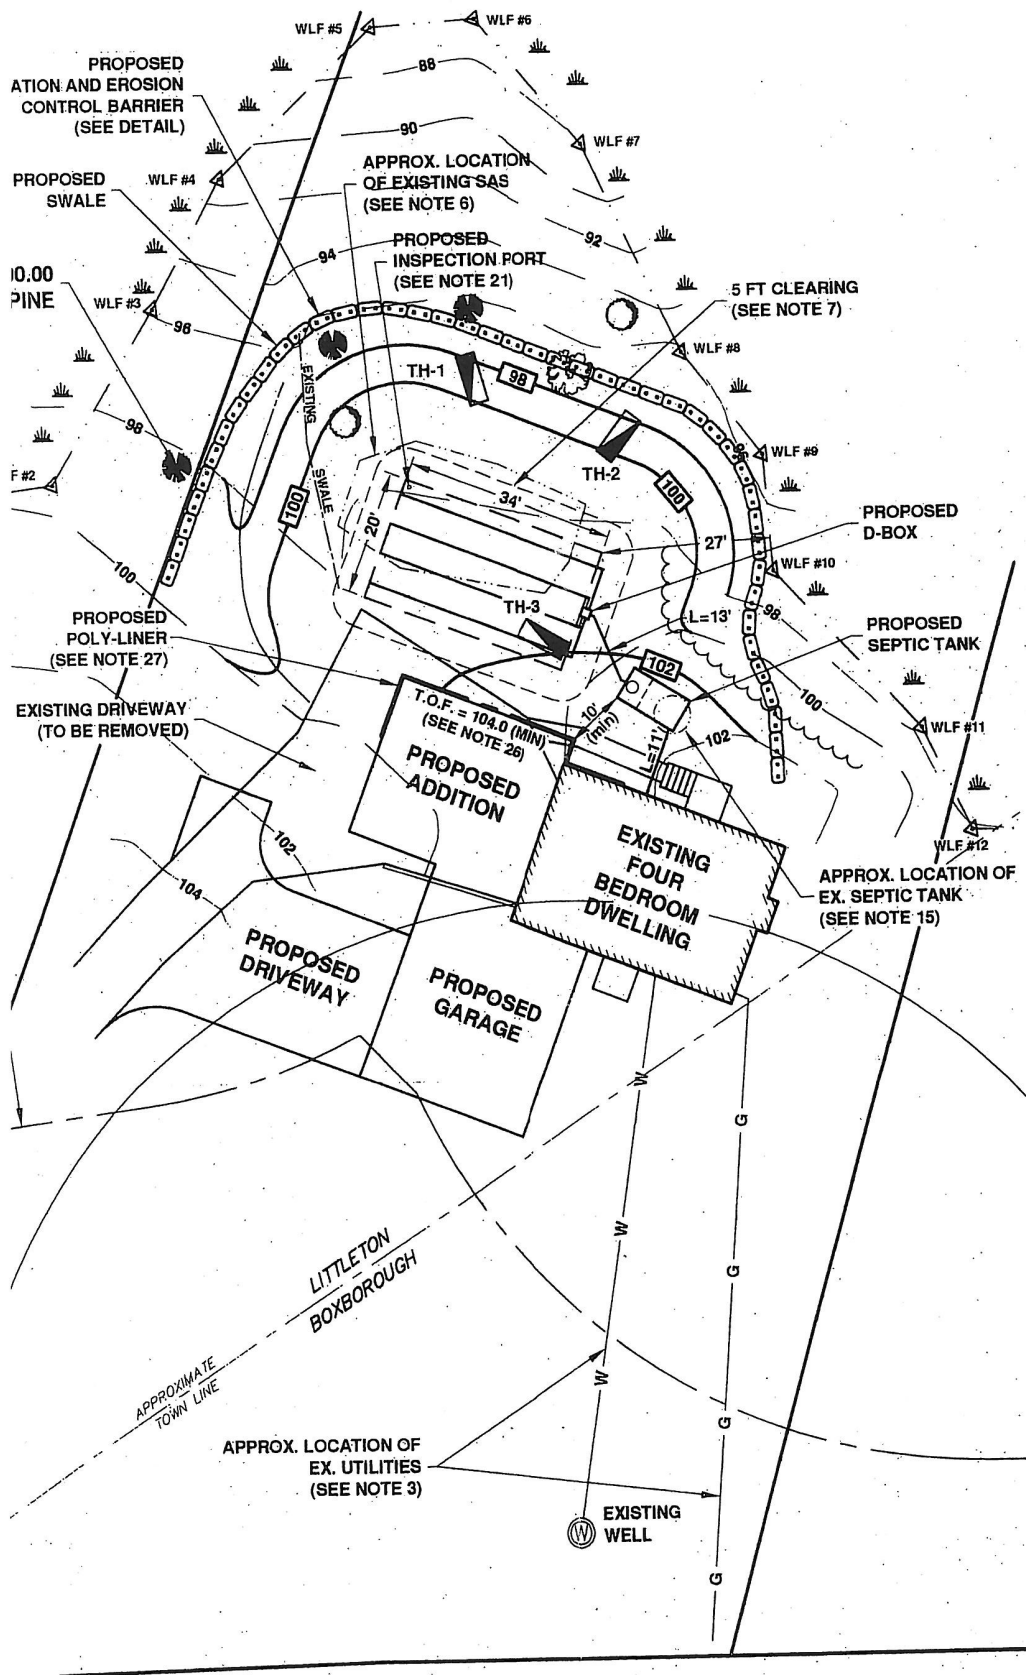 WLF #5
WLF #6
PROPOSED
ATION AND EROSION
CONTROL BARRIER
(SEE DETAIL)
88
90
WLF #7
APPROX. LOCATION
OF EXISTING SAS
(SEE NOTE 6)
PROPOSED
SWALE
WLF #4
92
94
PROPOSED
INSPECTION PORT
(SEE NOTE 21)
00.00
PINE
WLF #3
96
5 FT CLEARING
(SEE NOTE 7)
WLF #8
TH-1
98
EXISTING
SWALE
98
TH-2
96
WLF #9
F #2
100
100
34'
20'
27'
PROPOSED
D-BOX
WLF #10
100
98
TH-3
L=13'
PROPOSED
POLY-LINER
(SEE NOTE 27)
PROPOSED
SEPTIC TANK
102
100
EXISTING DRIVEWAY
(TO BE REMOVED)
T.O.F. = 104.0 (MIN)
(SEE NOTE 26)
10'
(min)
L=11'
102
WLF #11
PROPOSED
ADDITION
102
104
EXISTING
FOUR
BEDROOM
DWELLING
WLF #12
APPROX. LOCATION OF
EX. SEPTIC TANK
(SEE NOTE 15)
PROPOSED
DRIVEWAY
PROPOSED
GARAGE
W
G
W
G
LITTLETON
BOXBOROUGH
APPROXIMATE
TOWN LINE
W
G
APPROX. LOCATION OF
EX. UTILITIES
(SEE NOTE 3)
W
EXISTING
WELL
G